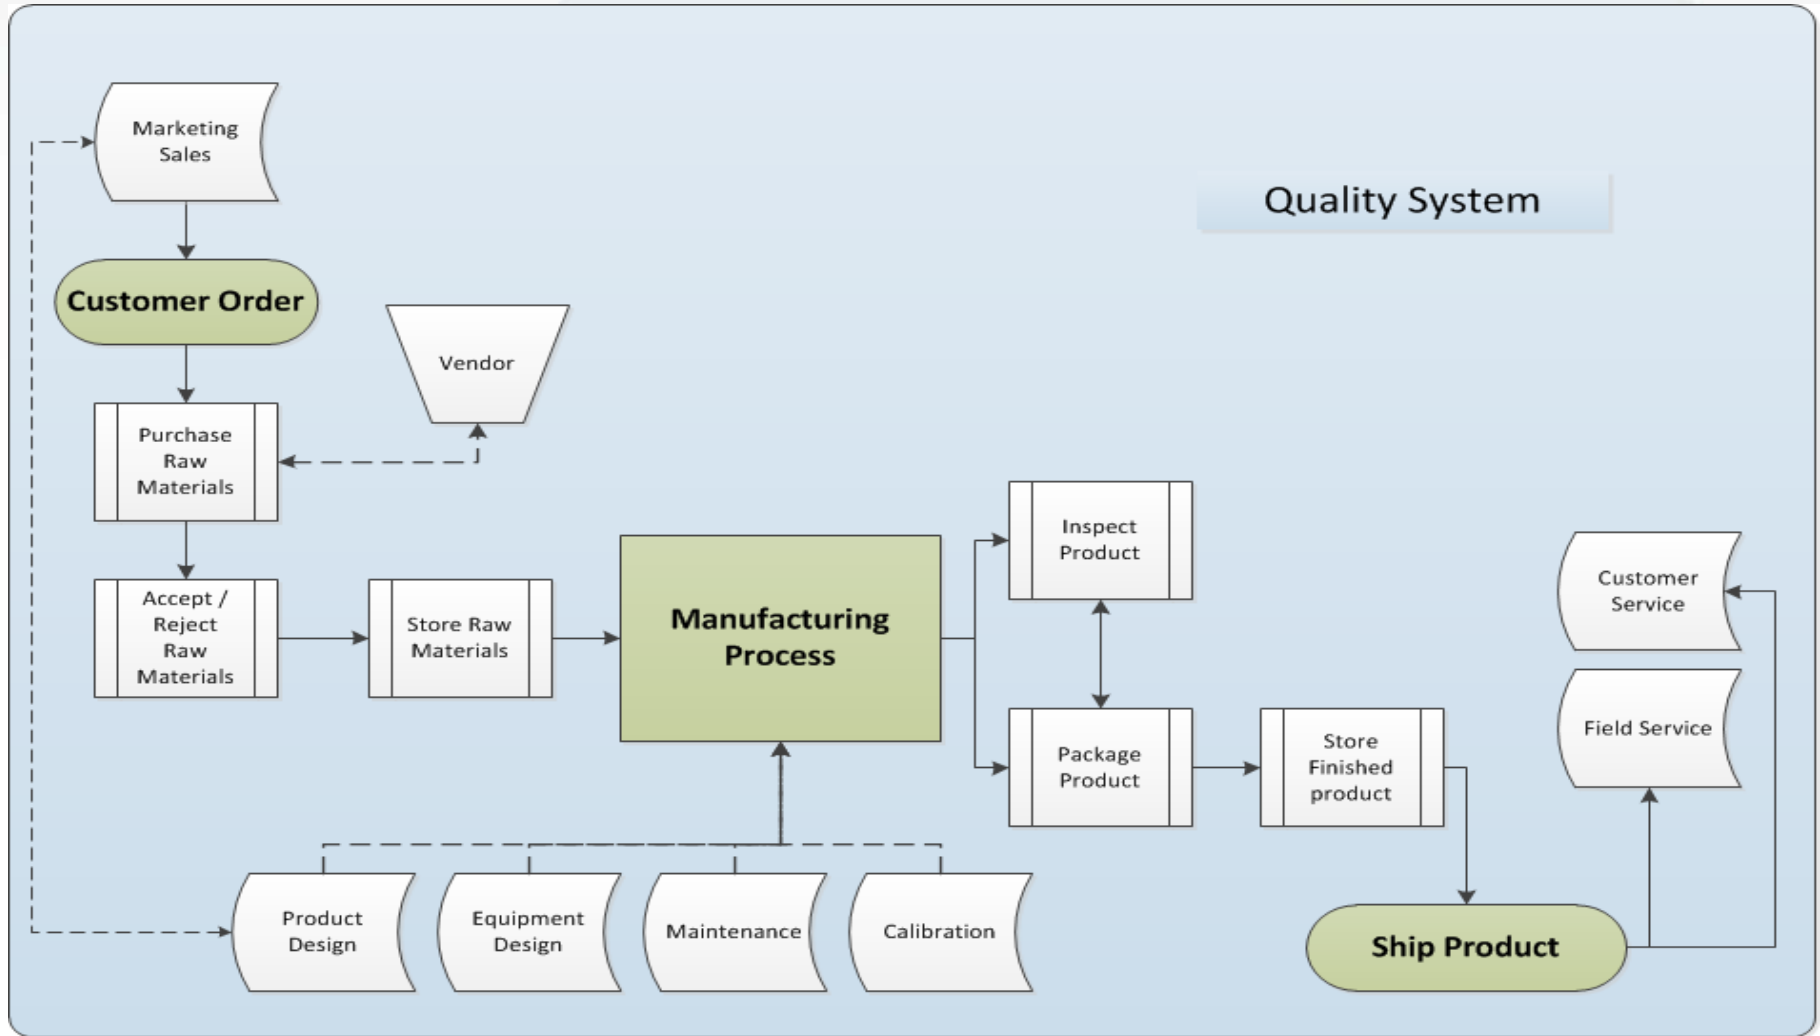 Marketing
Sales
Quality System
Customer Order
Vendor
Purchase
Raw
Materials
Accept /
Reject
Raw
Materials
Store Raw
Materials
Manufacturing
Process
Inspect
Product
Package
Product
Store
Finished
product
Customer
Service
Field Service
Product
Design
Equipment
Design
Maintenance
Calibration
Ship Product